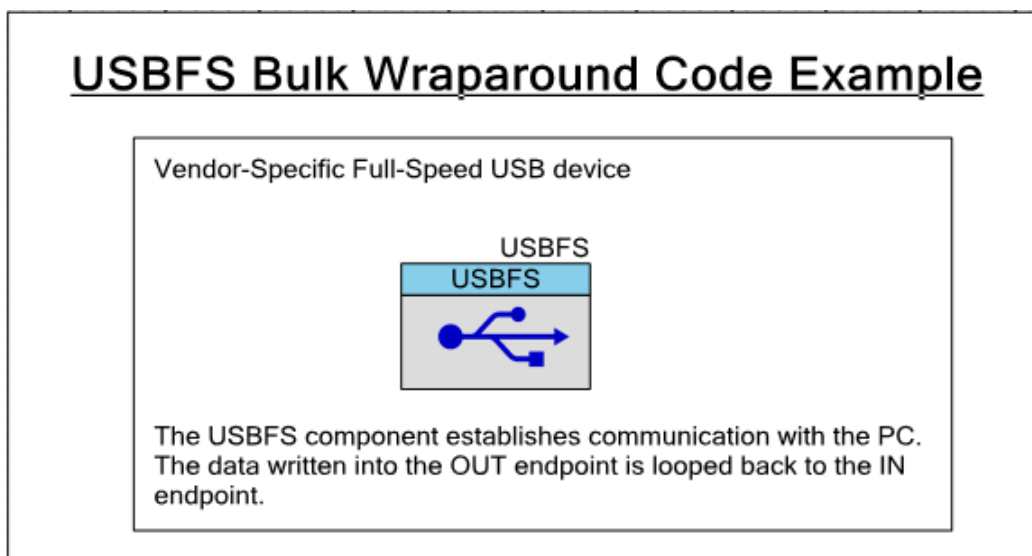 USBFS Bulk Wraparound Code Example
Vendor-Specific Full-Speed USB device
USBFS
USBFS
The USBFS component establishes communication with the PC.
The data written into the OUT endpoint is looped back to the IN
endpoint.